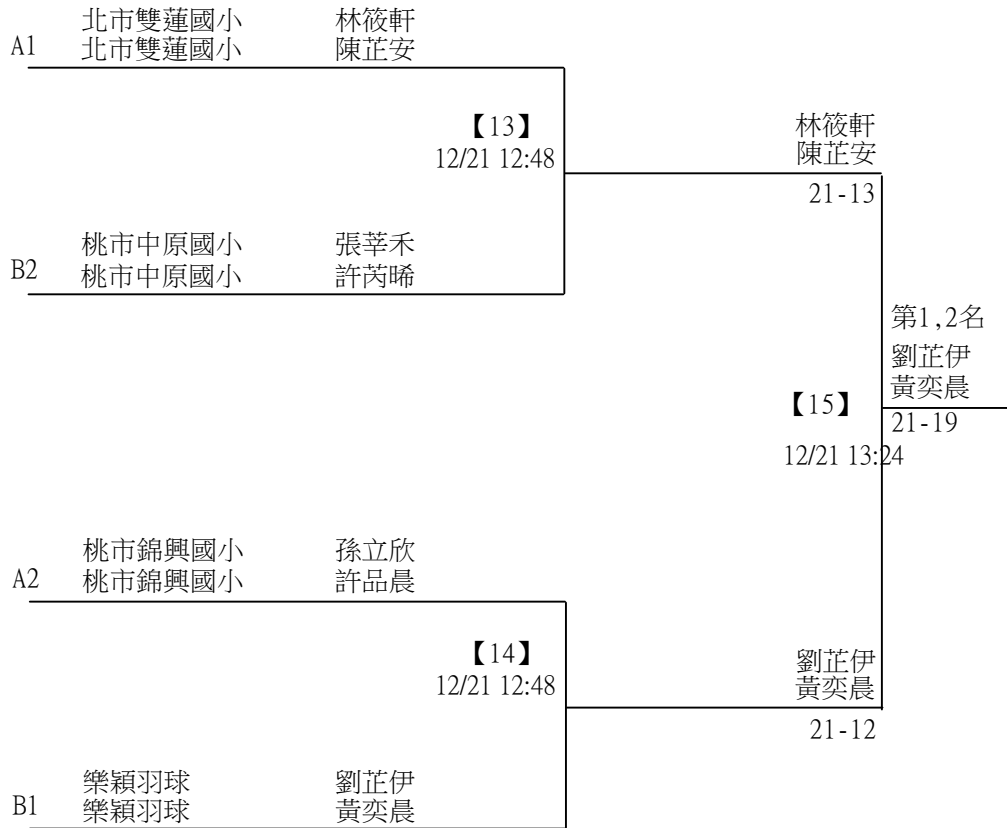 A1 北市雙蓮國小 林筱軒
北市雙蓮國小 陳芷安
【13】
12/21 12:48
林筱軒
陳芷安
21-13
B2 桃市中原國小 張莘禾
桃市中原國小 許芮晞
第1,2名
劉芷伊
黃奕晨
21-19
【15】
12/21 13:24
A2 桃市錦興國小 孫立欣
桃市錦興國小 許品晨
【14】
12/21 12:48
劉芷伊
黃奕晨
21-12
B1 樂穎羽球 劉芷伊
樂穎羽球 黃奕晨